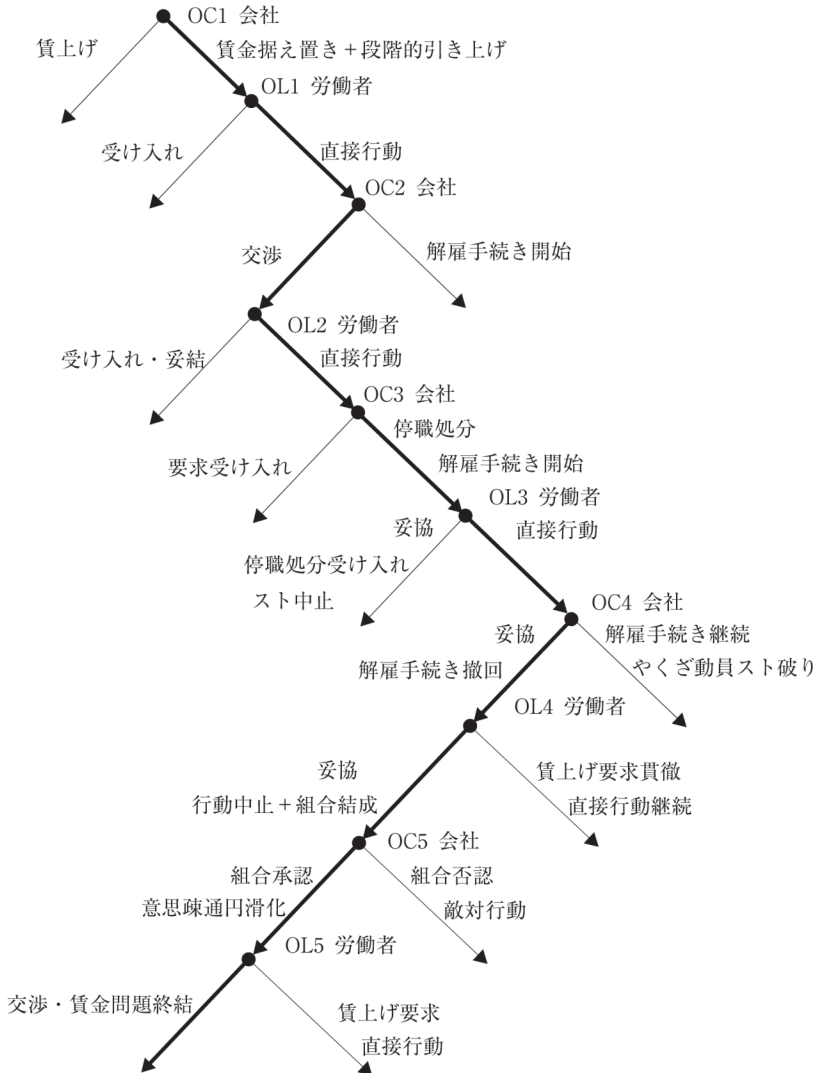 OC1 会社
賃上げ
賃金据え置き＋段階的引き上げ
OL1 労働者
受け入れ
直接行動
OC2 会社
交渉
解雇手続き開始
OL2 労働者
受け入れ・妥結
直接行動
OC3 会社
停職処分
要求受け入れ
解雇手続き開始
OL3 労働者
妥協
直接行動
停職処分受け入れ
スト中止
OC4 会社
妥協
解雇手続き継続
解雇手続き撤回
やくざ動員スト破り
OL4 労働者
妥協
賃上げ要求貫徹
行動中止＋組合結成
直接行動継続
OC5 会社
組合承認
組合否認
意思疎通円滑化
敵対行動
OL5 労働者
交渉・賃金問題終結
賃上げ要求
直接行動